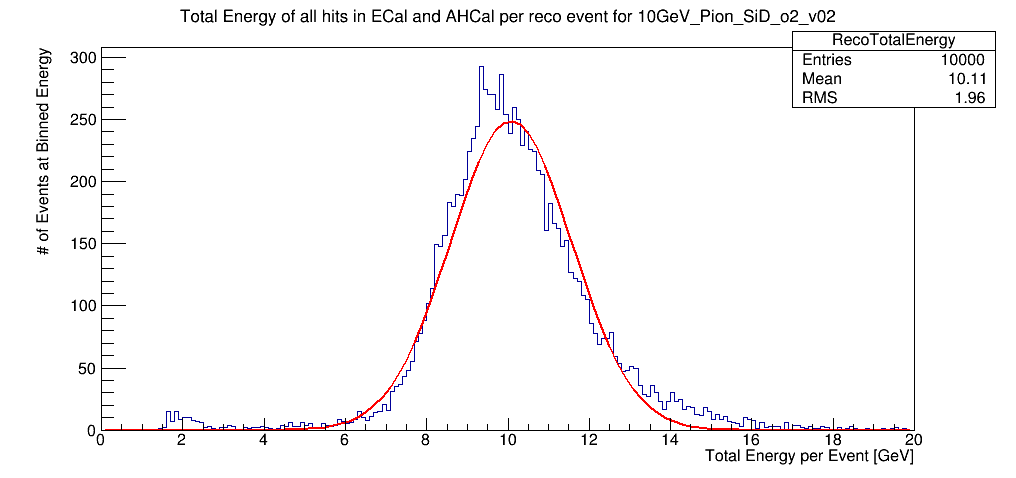 Total Energy of all hits in ECal and AHCal per reco event for 10GeV_Pion_SiD_o2_v02
RecoTotalEnergy
Entries 10000
Mean 10.11
RMS 1.96
# of Events at Binned Energy
300
250
200
150
100
50
0
0 2 4 6 8 10 12 14 16 18 20
Total Energy per Event [GeV]